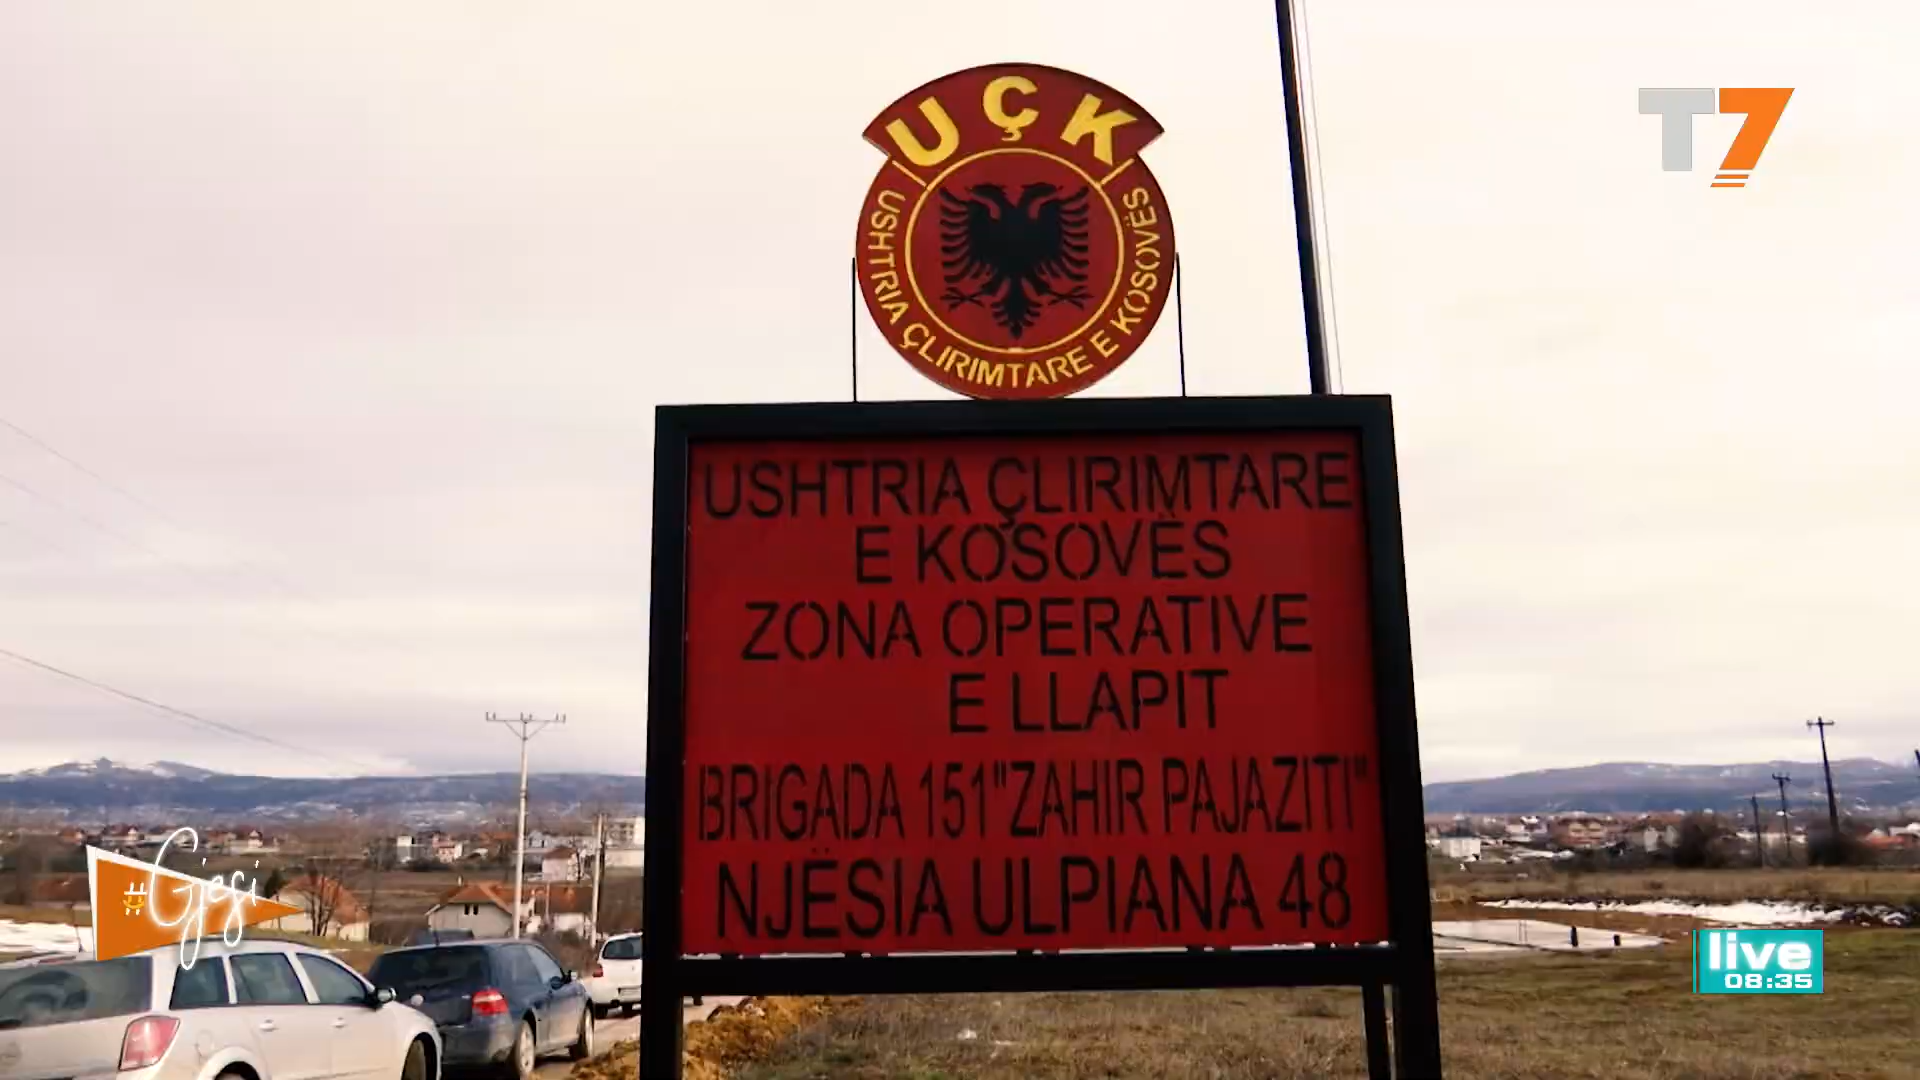 UÇK
USHTRIA ÇLIRIMTARE E KOSOVËS
T7
USHTRIA ÇLIRIMTARE
E KOSOVËS
ZONA OPERATIVE
E LLAPIT
BRIGADA 151"ZAHIR PAJAZITI"
NJËSIA ULPIANA 48
#Gjesi
live
08:35